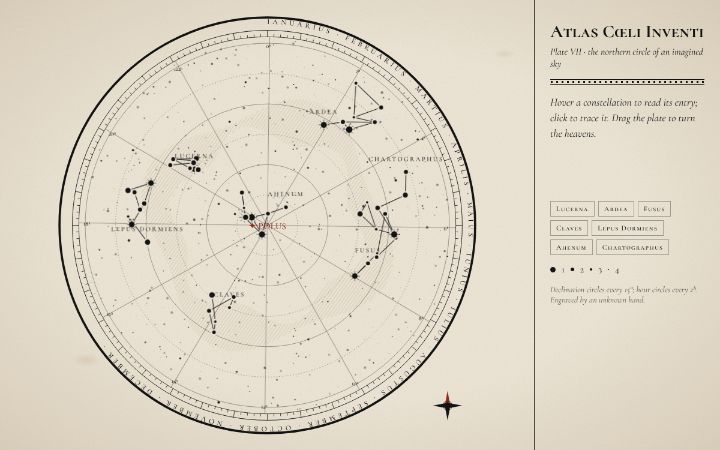 IANUARIUS · FEBRUARIUS · MARTIUS · APRILIS · MAIUS · IUNIUS · IULIUS · AUGUSTUS · SEPTEMBER · OCTOBER · NOVEMBER · DECEMBER
ARDEA
LUCERNA
CHARTOGRAPHUS
AHENUM
POLUS
LEPUS DORMIENS
FUSUS
CLAVES
Atlas Cœli Inventi
Plate VII · the northern circle of an imagined
sky
Hover a constellation to read its entry;
click to trace it. Drag the plate to turn
the heavens.
Lucerna Ardea Fusus
Claves Lepus Dormiens
Ahenum Chartographus
1 2 3 4
Declination circles every 15°; hour circles every 2ʰ.
Engraved by an unknown hand.